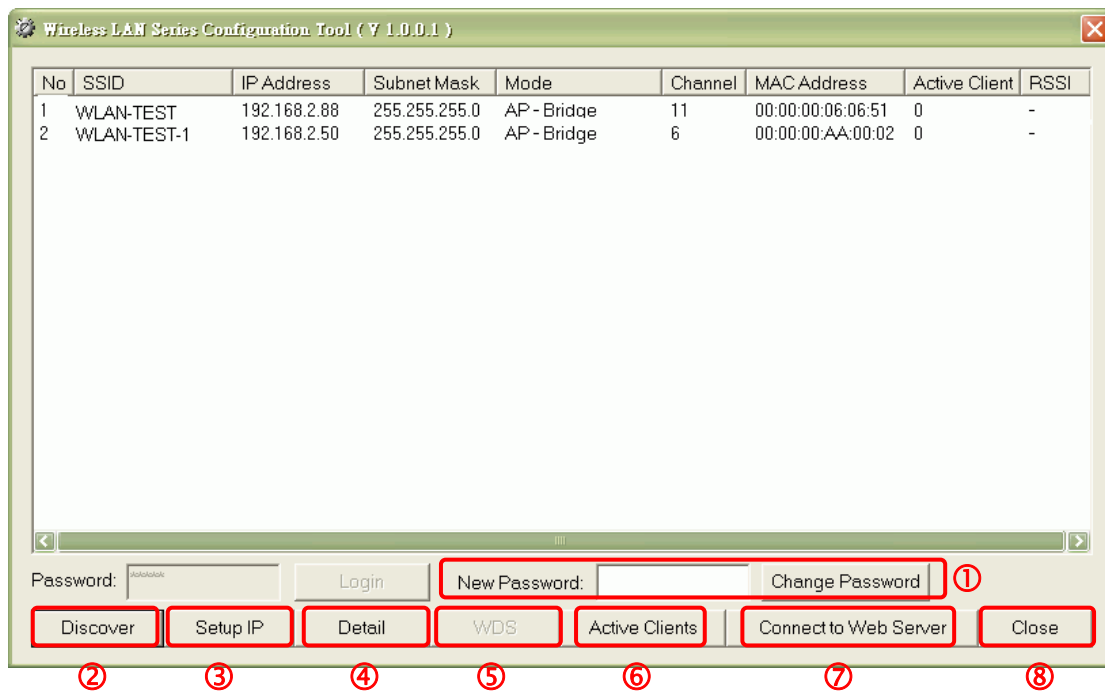 Wireless LAN Series Configuration Tool ( V 1.0.0.1 )
No SSID IP Address Subnet Mask Mode Channel MAC Address Active Client RSSI
1 WLAN-TEST 192.168.2.88 255.255.255.0 AP - Bridge 11 00:00:00:06:06:51 0 -
2 WLAN-TEST-1 192.168.2.50 255.255.255.0 AP - Bridge 6 00:00:00:AA:00:02 0 -
Password: ****** Login New Password: Change Password ①
Discover Setup IP Detail WDS Active Clients Connect to Web Server Close
② ③ ④ ⑤ ⑥ ⑦ ⑧